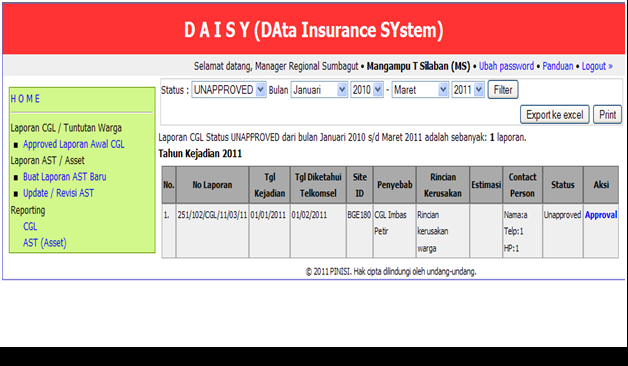 D A I S Y (DAta Insurance SYstem)
Selamat datang, Manager Regional Sumbagut • Mangampu T Silaban (MS) • Ubah password • Panduan • Logout »
H O M E
Laporan CGL / Tuntutan Warga
Approved Laporan Awal CGL
Laporan AST / Asset
Buat Laporan AST Baru
Update / Revisi AST
Reporting
CGL
AST (Asset)
Status : UNAPPROVED Bulan Januari 2010 - Maret 2011 Filter
Export ke excel Print
Laporan CGL Status UNAPPROVED dari bulan Januari 2010 s/d Maret 2011 adalah sebanyak: 1 laporan.
Tahun Kejadian 2011
No. No Laporan Tgl Kejadian Tgl Diketahui Telkomsel Site ID Penyebab Rincian Kerusakan Estimasi Contact Person Status Aksi
1. 251/102/CGL/11/03/11 01/01/2011 01/02/2011 BGE180 CGL Imbas Petir Rincian kerusakan warga Nama:a Telp:1 HP:1 Unapproved Approval
© 2011 PINISI. Hak cipta dilindungi oleh undang-undang.